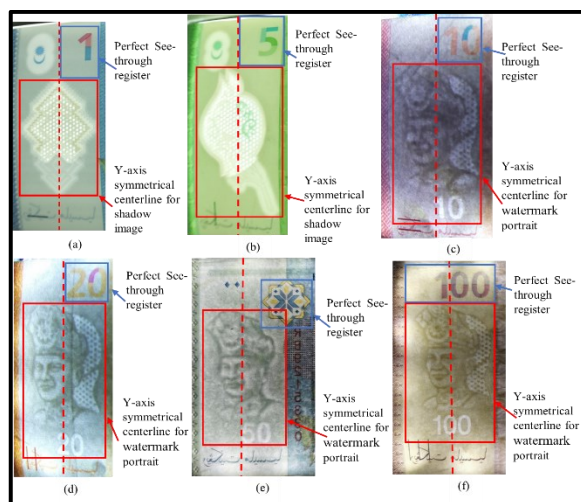 1
Perfect See-
through
register
Y-axis
symmetrical
centerline for
shadow
image
(a)
5
Perfect See-
through
register
Y-axis
symmetrical
centerline for
shadow
image
(b)
10
Perfect See-
through
register
Y-axis
symmetrical
centerline for
watermark
portrait
10
(c)
20
Perfect See-
through
register
Y-axis
symmetrical
centerline for
watermark
portrait
20
(d)
Perfect See-
through
register
Y-axis
symmetrical
centerline for
watermark
portrait
50
(e)
100
Perfect See-
through
register
Y-axis
symmetrical
centerline for
watermark
portrait
100
(f)